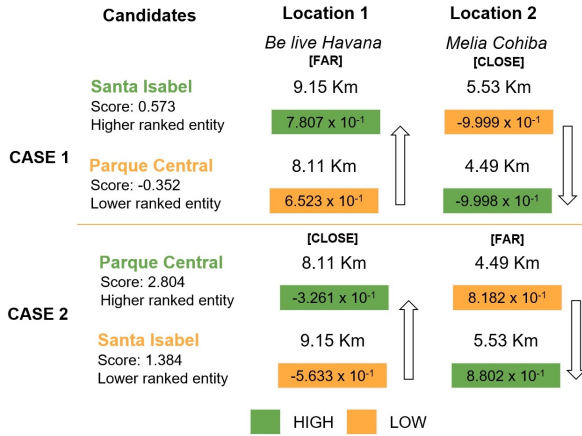 Candidates Location 1 Location 2
Be live Havana Melia Cohiba
[FAR] [CLOSE]
CASE 1
Santa Isabel 9.15 Km 5.53 Km
Score: 0.573
Higher ranked entity 7.807 x 10⁻¹ -9.999 x 10⁻¹
Parque Central 8.11 Km 4.49 Km
Score: -0.352
Lower ranked entity 6.523 x 10⁻¹ -9.998 x 10⁻¹
[CLOSE] [FAR]
CASE 2
Parque Central 8.11 Km 4.49 Km
Score: 2.804
Higher ranked entity -3.261 x 10⁻¹ 8.182 x 10⁻¹
Santa Isabel 9.15 Km 5.53 Km
Score: 1.384
Lower ranked entity -5.633 x 10⁻¹ 8.802 x 10⁻¹
HIGH LOW